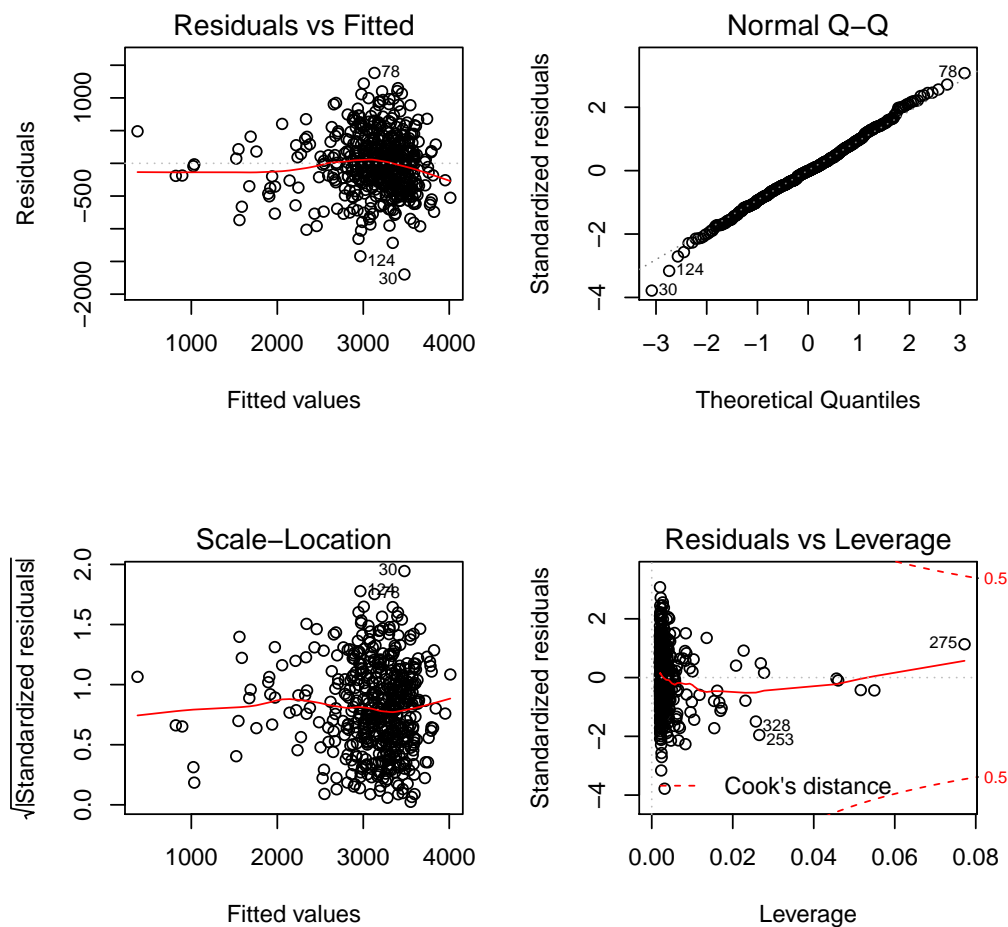 Residuals vs Fitted
Residuals
1000
−500
−2000
78
124
30
1000 2000 3000 4000
Fitted values
Normal Q−Q
Standardized residuals
2
0
−2
−4
78
124
30
−3 −2 −1 0 1 2 3
Theoretical Quantiles
Scale−Location
√|Standardized residuals|
2.0
1.5
1.0
0.5
0.0
30
124
78
1000 2000 3000 4000
Fitted values
Residuals vs Leverage
Standardized residuals
2
0
−2
−4
0.5
275
328
253
Cook's distance
0.5
0.00 0.02 0.04 0.06 0.08
Leverage